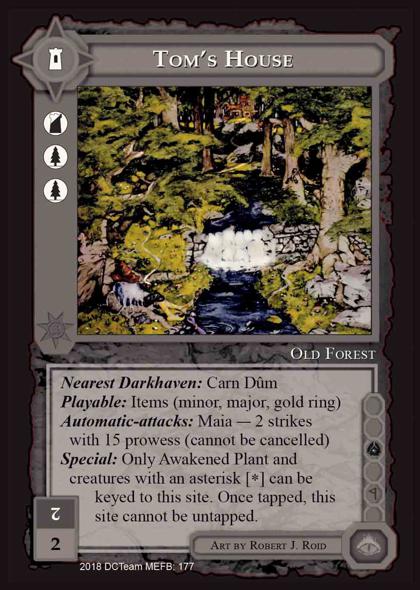 Tom's House
Old Forest
Nearest Darkhaven: Carn Dûm
Playable: Items (minor, major, gold ring)
Automatic-attacks: Maia — 2 strikes
with 15 prowess (cannot be cancelled)
Special: Only Awakened Plant and
creatures with an asterisk [*] can be
keyed to this site. Once tapped, this
site cannot be untapped.
2
2
Art by Robert J. Roid
2018 DCTeam MEFB: 177